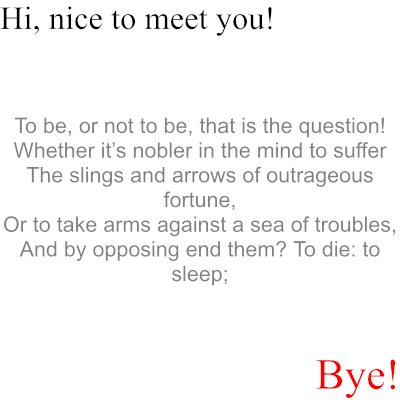 Hi, nice to meet you!
To be, or not to be, that is the question!
Whether it’s nobler in the mind to suffer
The slings and arrows of outrageous
fortune,
Or to take arms against a sea of troubles,
And by opposing end them? To die: to
sleep;
Bye!